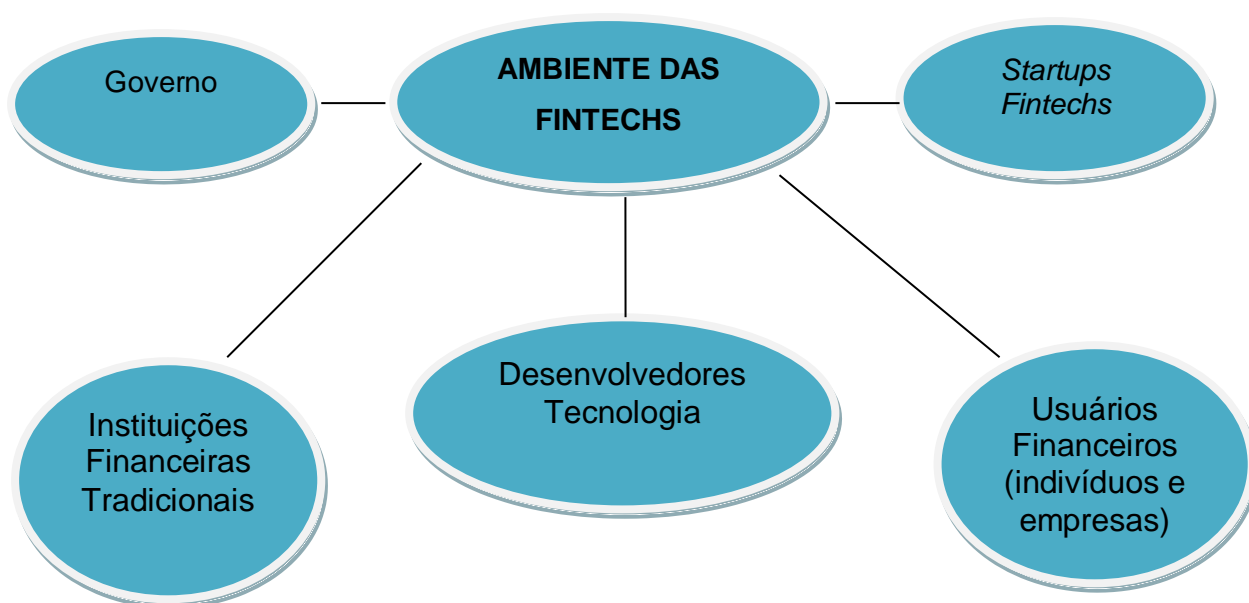 Governo
AMBIENTE DAS
FINTECHS
Startups
Fintechs
Instituições
Financeiras
Tradicionais
Desenvolvedores
Tecnologia
Usuários
Financeiros
(indivíduos e
empresas)